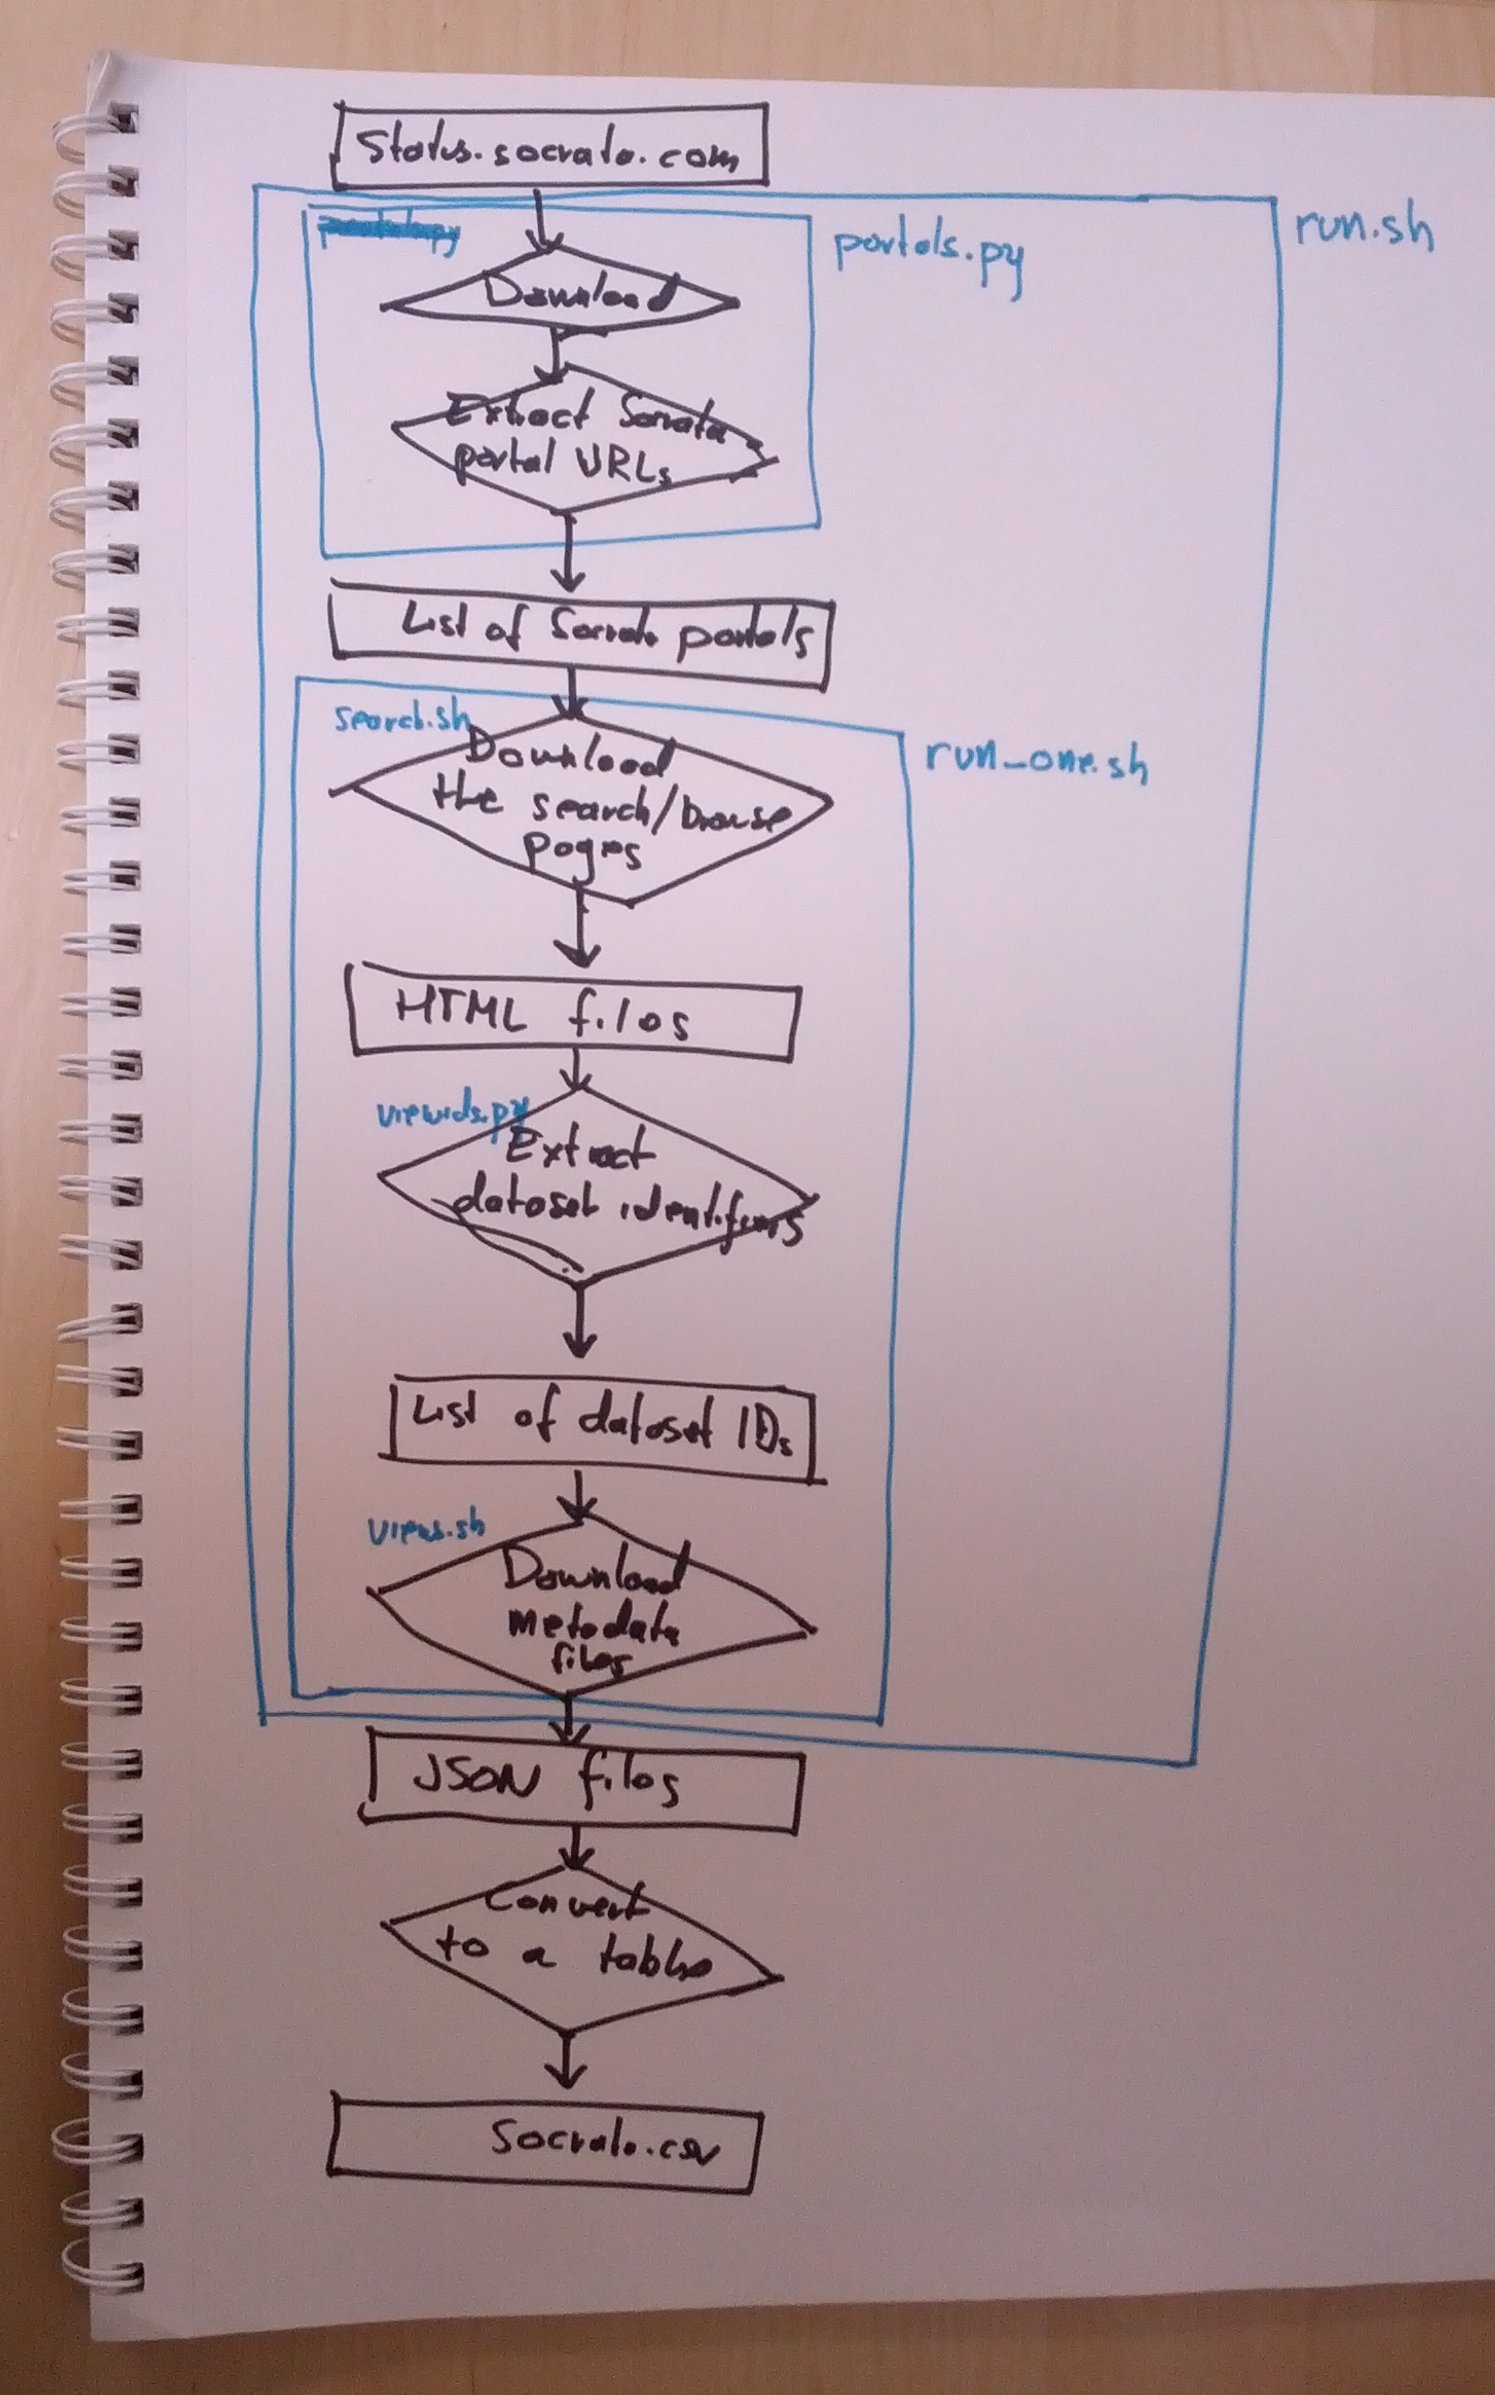 Status.socrata.com
run.sh
portals.py
Download
Extract Socrata
portal URLs
List of Socrata portals
search.sh
run_one.sh
Download
the search/browse
pages
HTML files
viewids.py
Extract
dataset identifiers
List of dataset IDs
views.sh
Download
metadata
files
JSON files
Convert
to a table
Socrata.csv